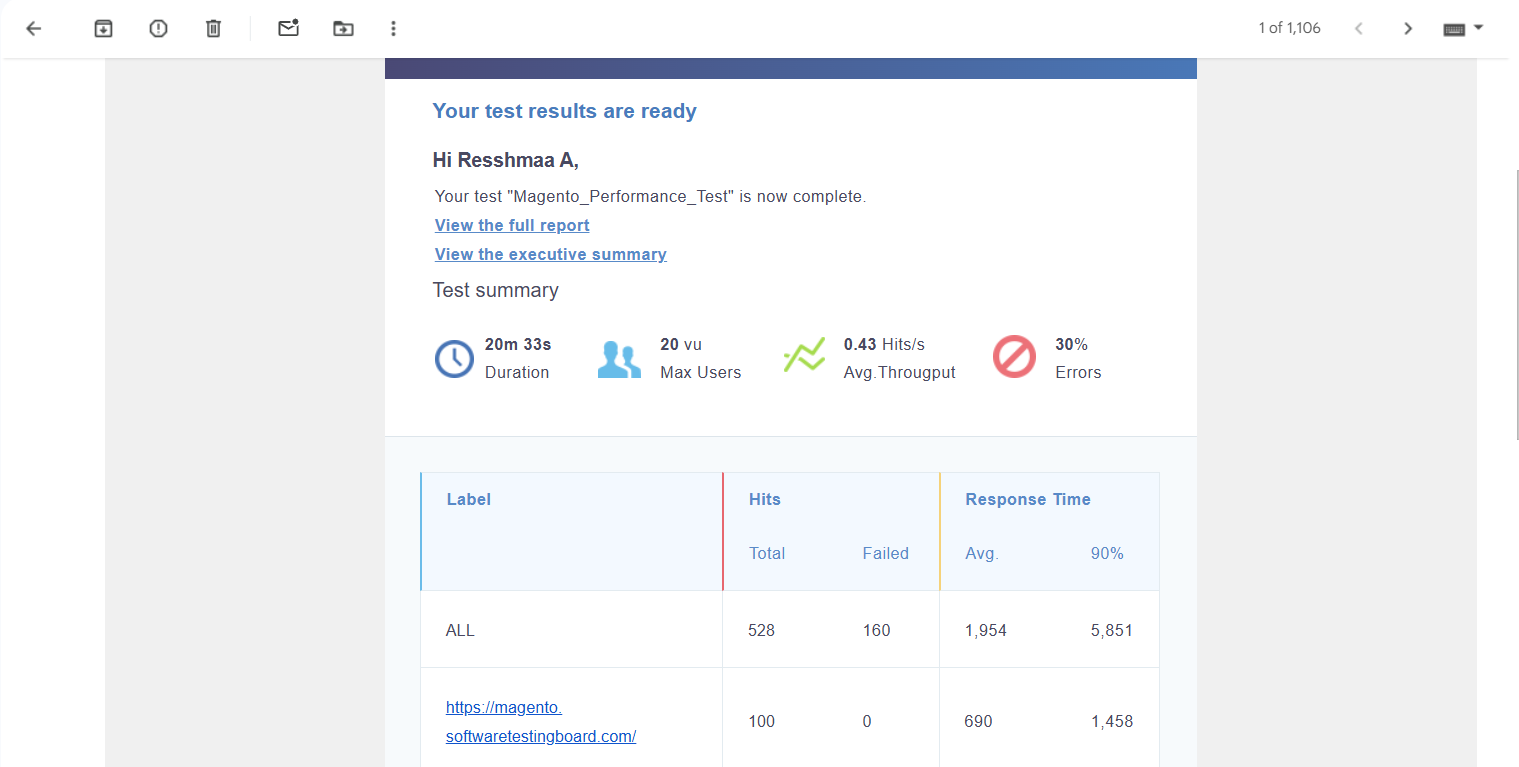 1 of 1,106
Your test results are ready
Hi Resshmaa A,
Your test "Magento_Performance_Test" is now complete.
View the full report
View the executive summary
Test summary
20m 33s
Duration
20 vu
Max Users
0.43 Hits/s
Avg.Througput
30%
Errors
Label
Hits
Response Time
Total
Failed
Avg.
90%
ALL
528
160
1,954
5,851
https://magento.
softwaretestingboard.com/
100
0
690
1,458